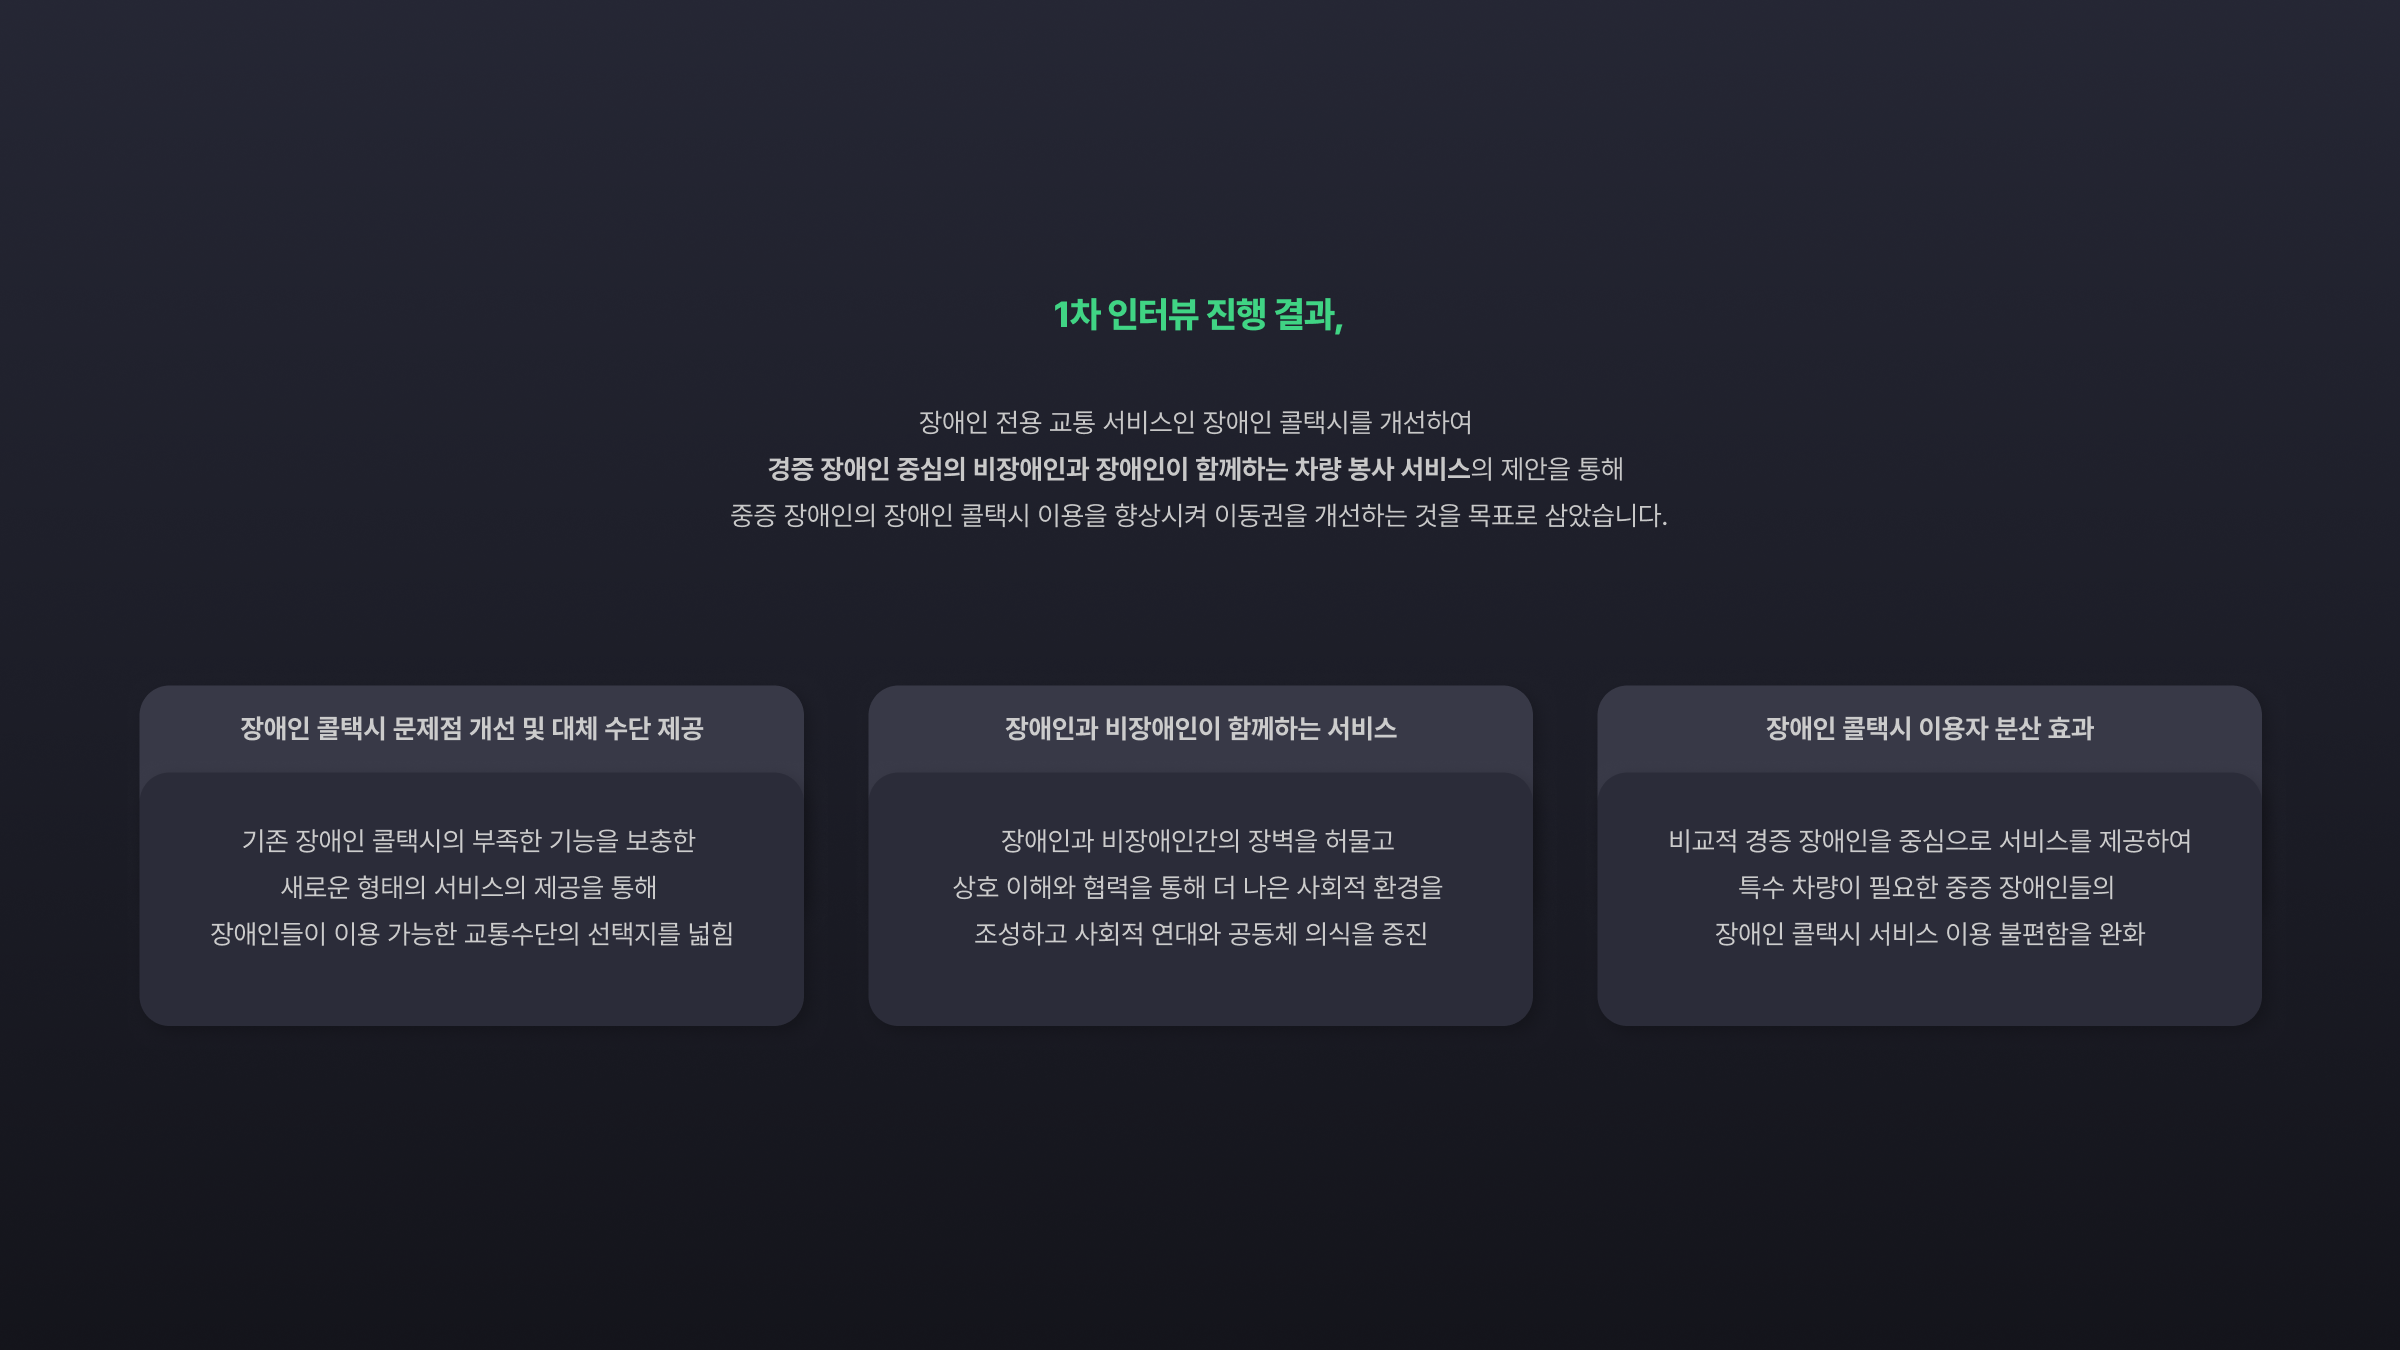 1차 인터뷰 진행 결과,
장애인 전용 교통 서비스인 장애인 콜택시를 개선하여
경증 장애인 중심의 비장애인과 장애인이 함께하는 차량 봉사 서비스의 제안을 통해
중증 장애인의 장애인 콜택시 이용을 향상시켜 이동권을 개선하는 것을 목표로 삼았습니다.
장애인 콜택시 문제점 개선 및 대체 수단 제공
기존 장애인 콜택시의 부족한 기능을 보충한
새로운 형태의 서비스의 제공을 통해
장애인들이 이용 가능한 교통수단의 선택지를 넓힘
장애인과 비장애인이 함께하는 서비스
장애인과 비장애인간의 장벽을 허물고
상호 이해와 협력을 통해 더 나은 사회적 환경을
조성하고 사회적 연대와 공동체 의식을 증진
장애인 콜택시 이용자 분산 효과
비교적 경증 장애인을 중심으로 서비스를 제공하여
특수 차량이 필요한 중증 장애인들의
장애인 콜택시 서비스 이용 불편함을 완화